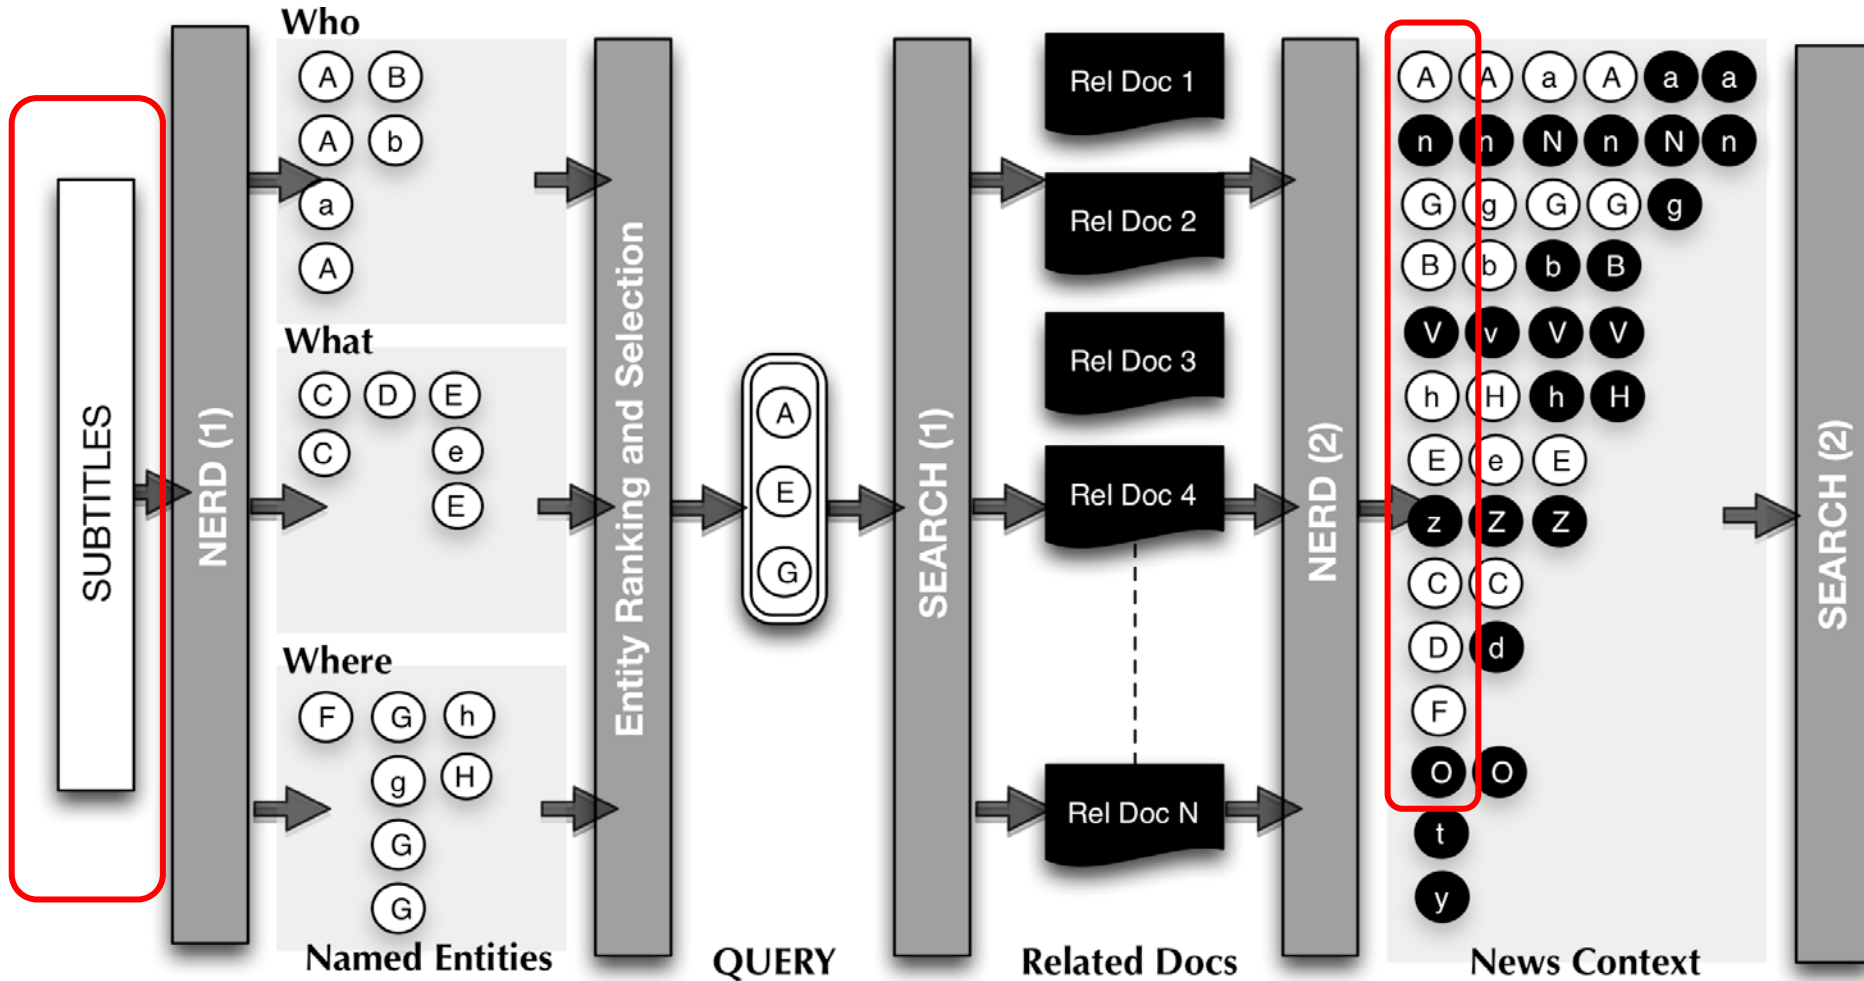 SUBTITLES
NERD (1)
Who
A B
A b
a
A
What
C D E
C e
E
Where
F G h
g H
G
G
Named Entities
Entity Ranking and Selection
A
E
G
QUERY
SEARCH (1)
Rel Doc 1
Rel Doc 2
Rel Doc 3
Rel Doc 4
Rel Doc N
Related Docs
NERD (2)
A A a A a a
n n N n N n
G g G G g
B b b B
V v V V
h H h H
E e E
z Z Z
C C
D d
F
O O
t
y
News Context
SEARCH (2)